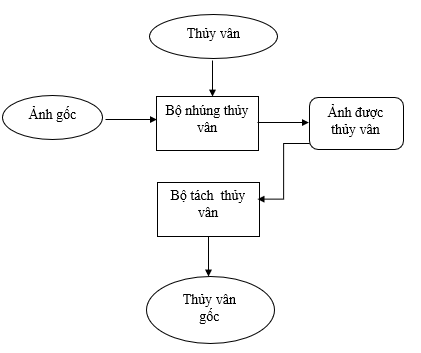 Thủy vân
Ảnh gốc
Bộ nhúng thủy
vân
Ảnh được
thủy vân
Bộ tách thủy
vân
Thủy vân
gốc